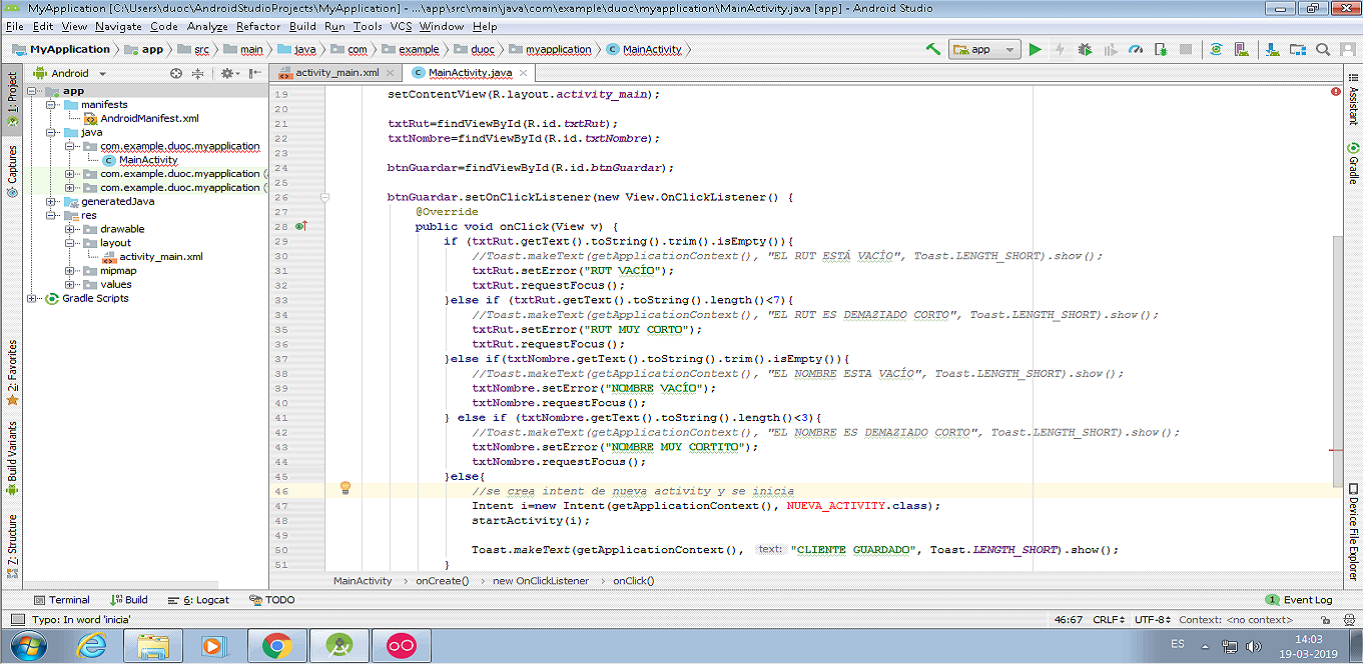 MyApplication [C:\Users\duoc\AndroidStudioProjects\MyApplication] - ...\app\src\main\java\com\example\duoc\myapplication\MainActivity.java [app] - Android Studio
File Edit View Navigate Code Analyze Refactor Build Run Tools VCS Window Help
MyApplication app src main java com example duoc myapplication MainActivity
app
Android
activity_main.xml
MainActivity.java
1: Project
Captures
2: Favorites
Build Variants
Z: Structure
app
manifests
AndroidManifest.xml
java
com.example.duoc.myapplication
MainActivity
com.example.duoc.myapplication (
com.example.duoc.myapplication (
generatedJava
res
drawable
layout
activity_main.xml
mipmap
values
Gradle Scripts
19 setContentView(R.layout.activity_main);
20
21 txtRut=findViewById(R.id.txtRut);
22 txtNombre=findViewById(R.id.txtNombre);
23
24 btnGuardar=findViewById(R.id.btnGuardar);
25
26 btnGuardar.setOnClickListener(new View.OnClickListener() {
27 @Override
28 public void onClick(View v) {
29 if (txtRut.getText().toString().trim().isEmpty()){
30 //Toast.makeText(getApplicationContext(), "EL RUT ESTÁ VACÍO", Toast.LENGTH_SHORT).show();
31 txtRut.setError("RUT VACÍO");
32 txtRut.requestFocus();
33 }else if (txtRut.getText().toString().length()<7){
34 //Toast.makeText(getApplicationContext(), "EL RUT ES DEMAZIADO CORTO", Toast.LENGTH_SHORT).show();
35 txtRut.setError("RUT MUY CORTO");
36 txtRut.requestFocus();
37 }else if(txtNombre.getText().toString().trim().isEmpty()){
38 //Toast.makeText(getApplicationContext(), "EL NOMBRE ESTA VACÍO", Toast.LENGTH_SHORT).show();
39 txtNombre.setError("NOMBRE VACÍO");
40 txtNombre.requestFocus();
41 } else if (txtNombre.getText().toString().length()<3){
42 //Toast.makeText(getApplicationContext(), "EL NOMBRE ES DEMAZIADO CORTO", Toast.LENGTH_SHORT).show();
43 txtNombre.setError("NOMBRE MUY CORTITO");
44 txtNombre.requestFocus();
45 }else{
46 //se crea intent de nueva activity y se inicia
47 Intent i=new Intent(getApplicationContext(), NUEVA_ACTIVITY.class);
48 startActivity(i);
49
50 Toast.makeText(getApplicationContext(), text: "CLIENTE GUARDADO", Toast.LENGTH_SHORT).show();
51 }
MainActivity › onCreate() › new OnClickListener › onClick()
Assistant
Gradle
Device File Explorer
Terminal Build 6: Logcat TODO
1 Event Log
Typo: In word 'inicia'
46:67 CRLF UTF-8 Context: <no context>
ES
14:03
19-03-2019